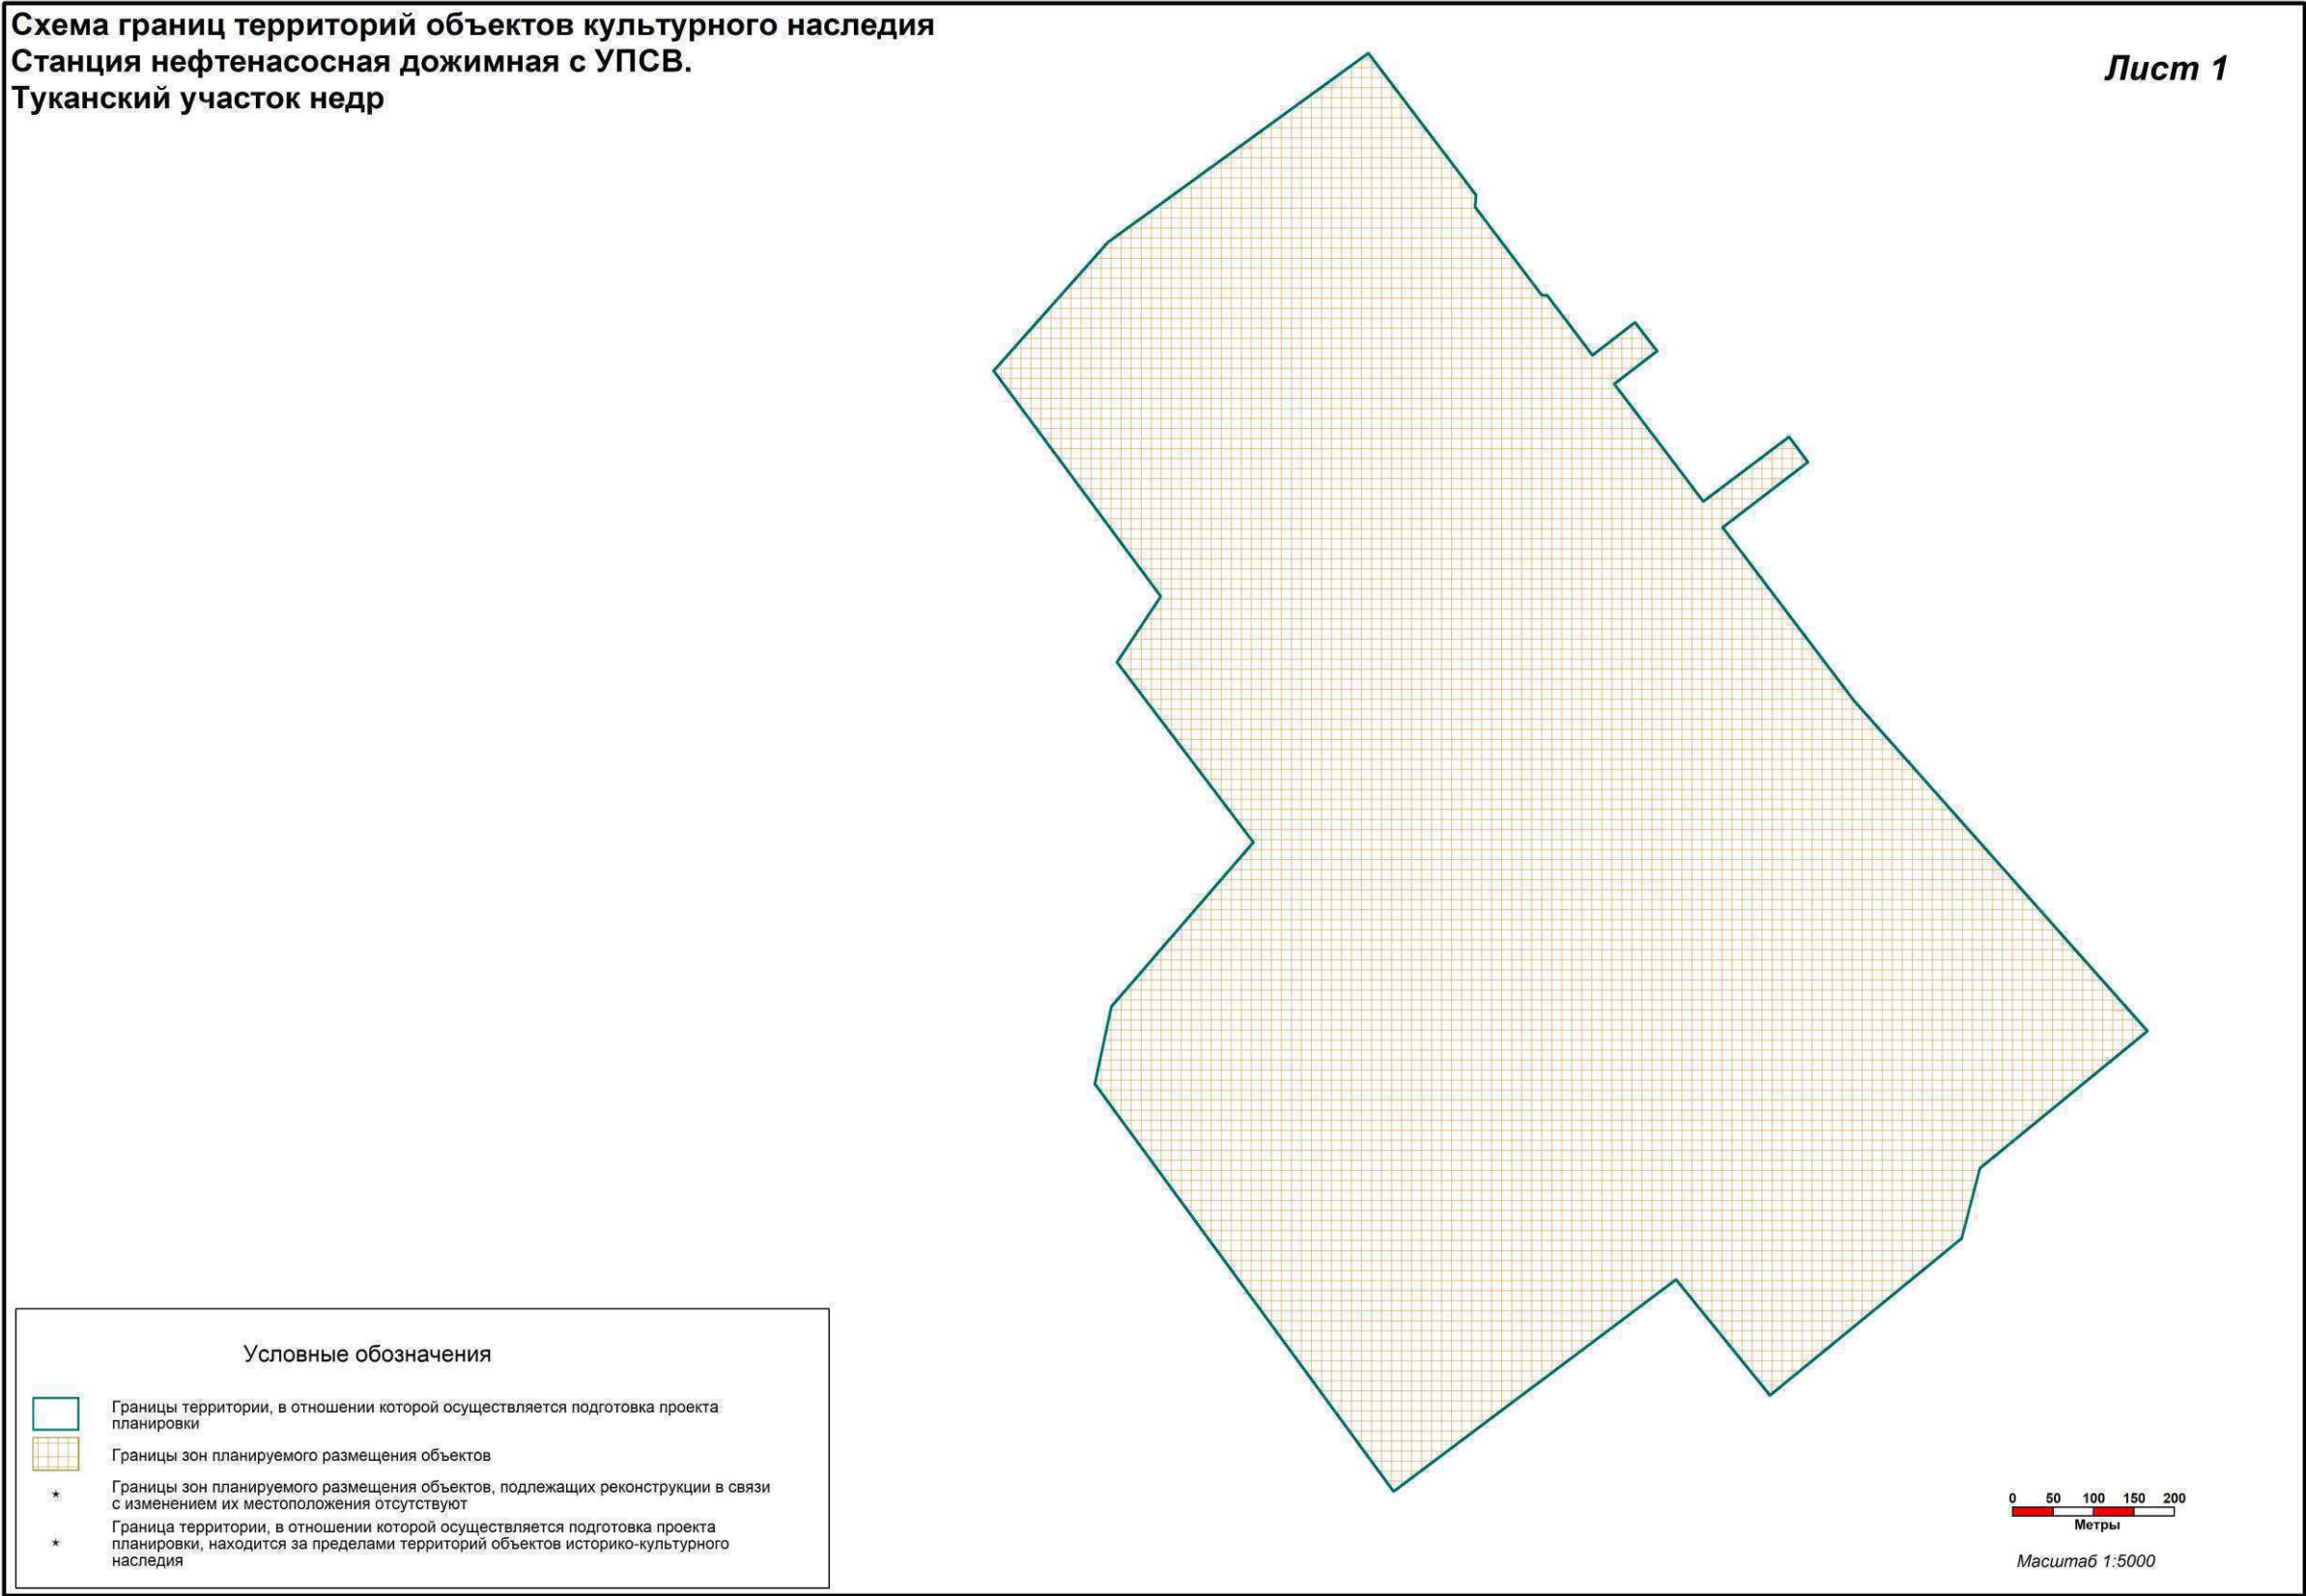 Схема границ территорий объектов культурного наследия
Станция нефтенасосная дожимная с УПСВ.
Туканский участок недр
Лист 1
Условные обозначения
Границы территории, в отношении которой осуществляется подготовка проекта
планировки
Границы зон планируемого размещения объектов
* Границы зон планируемого размещения объектов, подлежащих реконструкции в связи
с изменением их местоположения отсутствуют
Граница территории, в отношении которой осуществляется подготовка проекта
* планировки, находится за пределами территорий объектов историко-культурного
наследия
0 50 100 150 200
Метры
Масштаб 1:5000